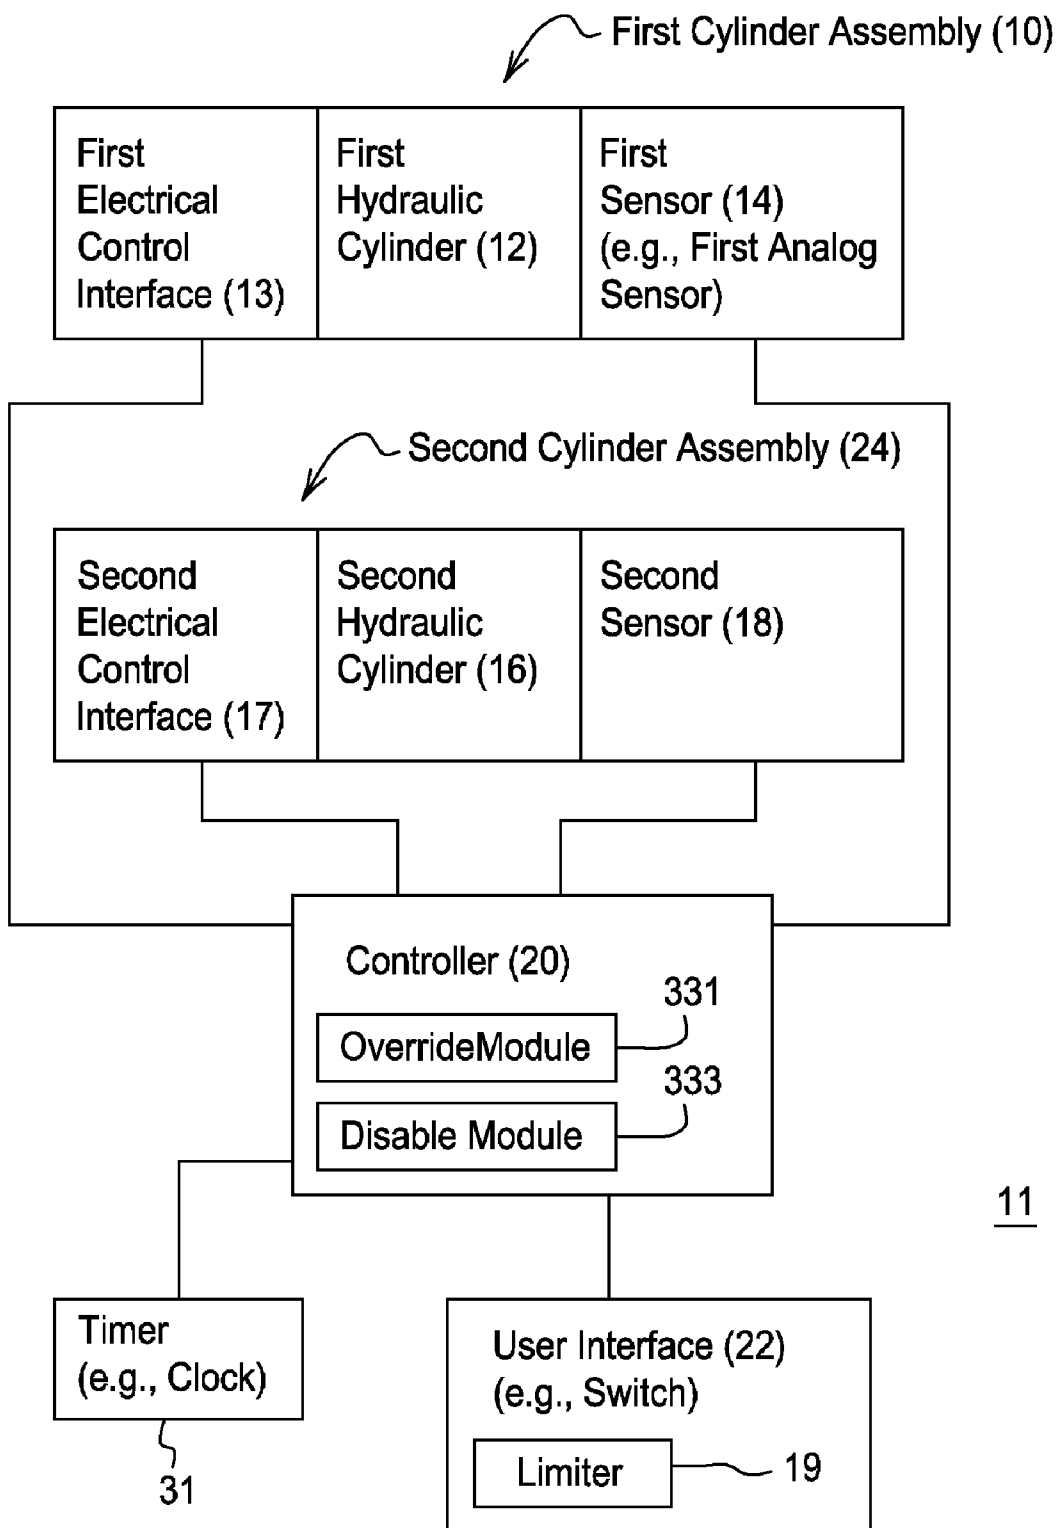 First Cylinder Assembly (10)
First
Electrical
Control
Interface (13)
First
Hydraulic
Cylinder (12)
First
Sensor (14)
(e.g., First Analog
Sensor)
Second Cylinder Assembly (24)
Second
Electrical
Control
Interface (17)
Second
Hydraulic
Cylinder (16)
Second
Sensor (18)
Controller (20)
331
OverrideModule
333
Disable Module
11
Timer
(e.g., Clock)
31
User Interface (22)
(e.g., Switch)
Limiter
19